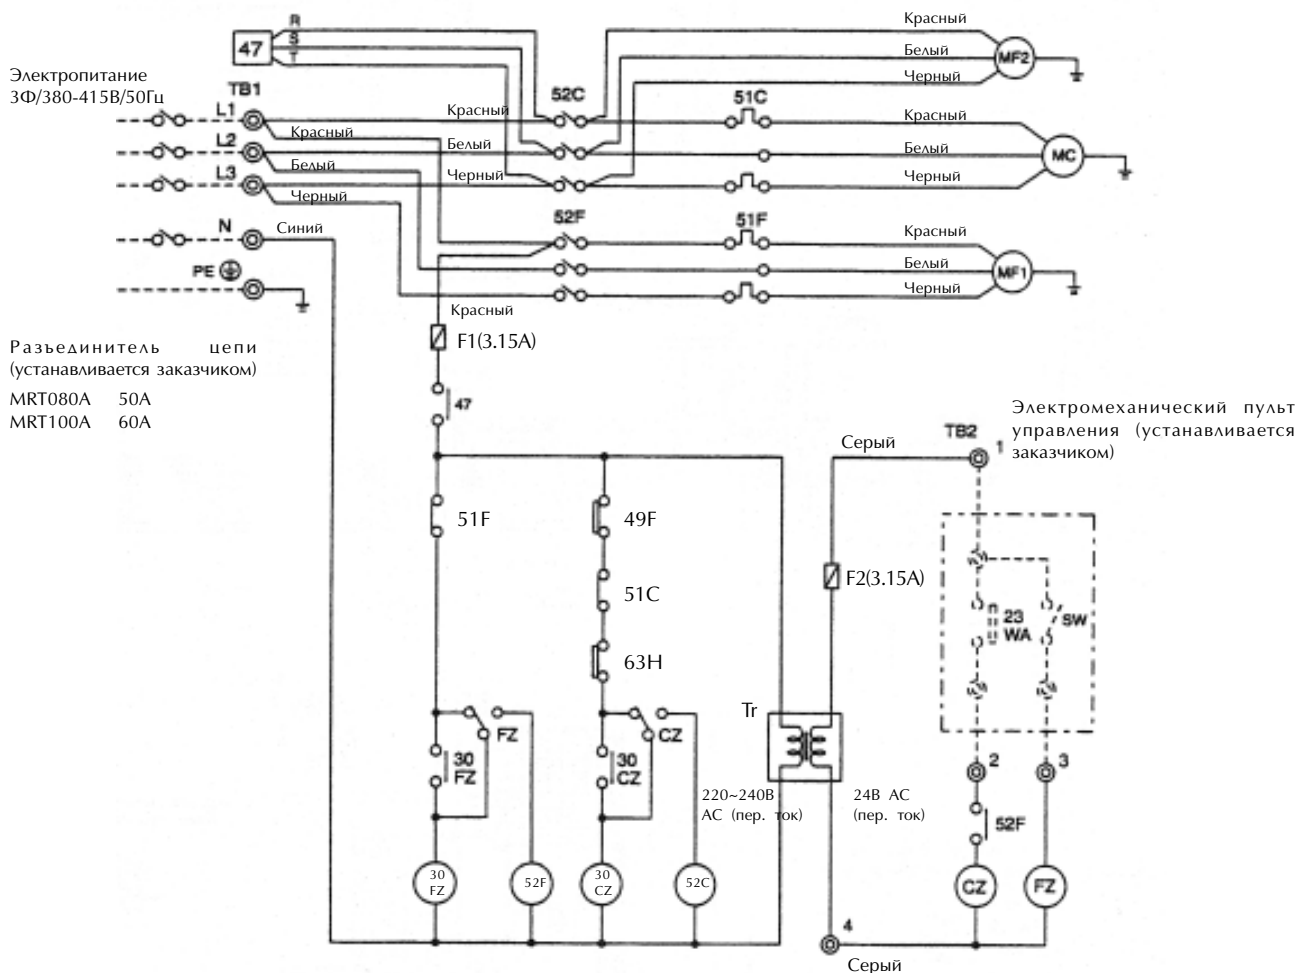 R
S
T
47
Электропитание
3Ф/380-415В/50Гц
TB1
L1
L2
L3
N
PE
Красный
Белый
Черный
Синий
Красный
Белый
Черный
52C
51C
52F
51F
Красный
Белый
Черный
MF2
Красный
Белый
Черный
MC
Красный
Белый
Черный
MF1
Красный
F1(3.15A)
47
Разъединитель цепи
(устанавливается заказчиком)
MRT080A 50A
MRT100A 60A
Электромеханический пульт
управления (устанавливается
заказчиком)
TB2
1
Серый
51F
49F
51C
63H
F2(3.15A)
23
WA
SW
FZ
30
FZ
CZ
30
CZ
Tr
220~240В
AC (пер. ток)
24В AC
(пер. ток)
2
3
52F
30
FZ
52F
30
CZ
52C
CZ
FZ
4
Серый